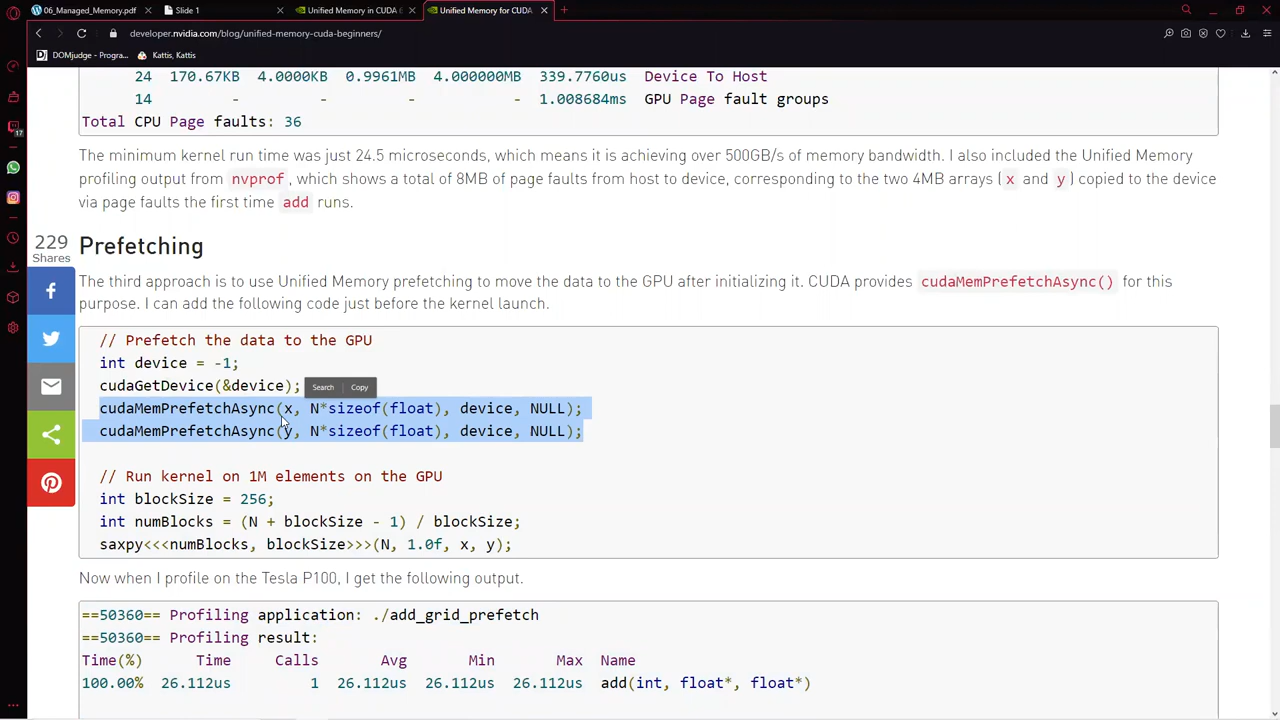 06_Managed_Memory.pdf
Slide 1
Unified Memory in CUDA (
Unified Memory for CUDA
developer.nvidia.com/blog/unified-memory-cuda-beginners/
DOMjudge - Progra...
Kattis, Kattis
17
24 170.67KB 4.0000KB 0.9961MB 4.000000MB 339.7760us Device To Host
14 - - - - 1.008684ms GPU Page fault groups
Total CPU Page faults: 36
The minimum kernel run time was just 24.5 microseconds, which means it is achieving over 500GB/s of memory bandwidth. I also included the Unified Memory
profiling output from nvprof, which shows a total of 8MB of page faults from host to device, corresponding to the two 4MB arrays (x and y) copied to the device
via page faults the first time add runs.
229
Shares
Prefetching
The third approach is to use Unified Memory prefetching to move the data to the GPU after initializing it. CUDA provides cudaMemPrefetchAsync() for this
purpose. I can add the following code just before the kernel launch.
// Prefetch the data to the GPU
int device = -1;
cudaGetDevice(&device);
Search Copy
cudaMemPrefetchAsync(x, N*sizeof(float), device, NULL);
cudaMemPrefetchAsync(y, N*sizeof(float), device, NULL);
// Run kernel on 1M elements on the GPU
int blockSize = 256;
int numBlocks = (N + blockSize - 1) / blockSize;
saxpy<<<numBlocks, blockSize>>>(N, 1.0f, x, y);
Now when I profile on the Tesla P100, I get the following output.
==50360== Profiling application: ./add_grid_prefetch
==50360== Profiling result:
Time(%) Time Calls Avg Min Max Name
100.00% 26.112us 1 26.112us 26.112us 26.112us add(int, float*, float*)